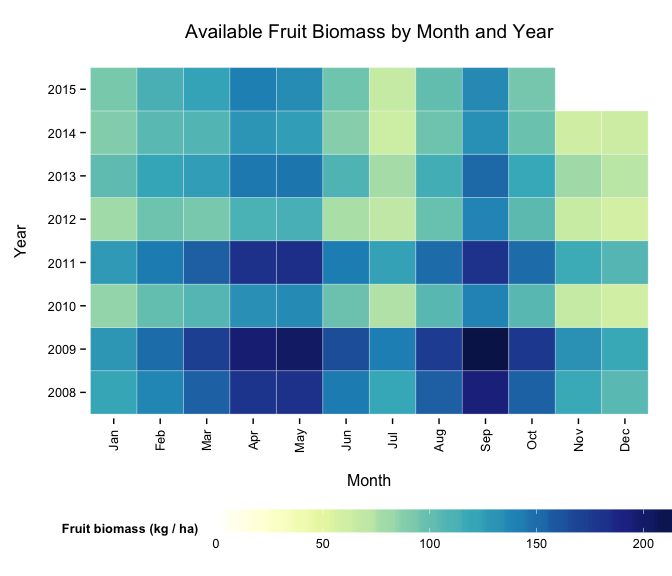 Available Fruit Biomass by Month and Year
Year
2015
2014
2013
2012
2011
2010
2009
2008
Jan Feb Mar Apr May Jun Jul Aug Sep Oct Nov Dec
Month
Fruit biomass (kg / ha)
0 50 100 150 200